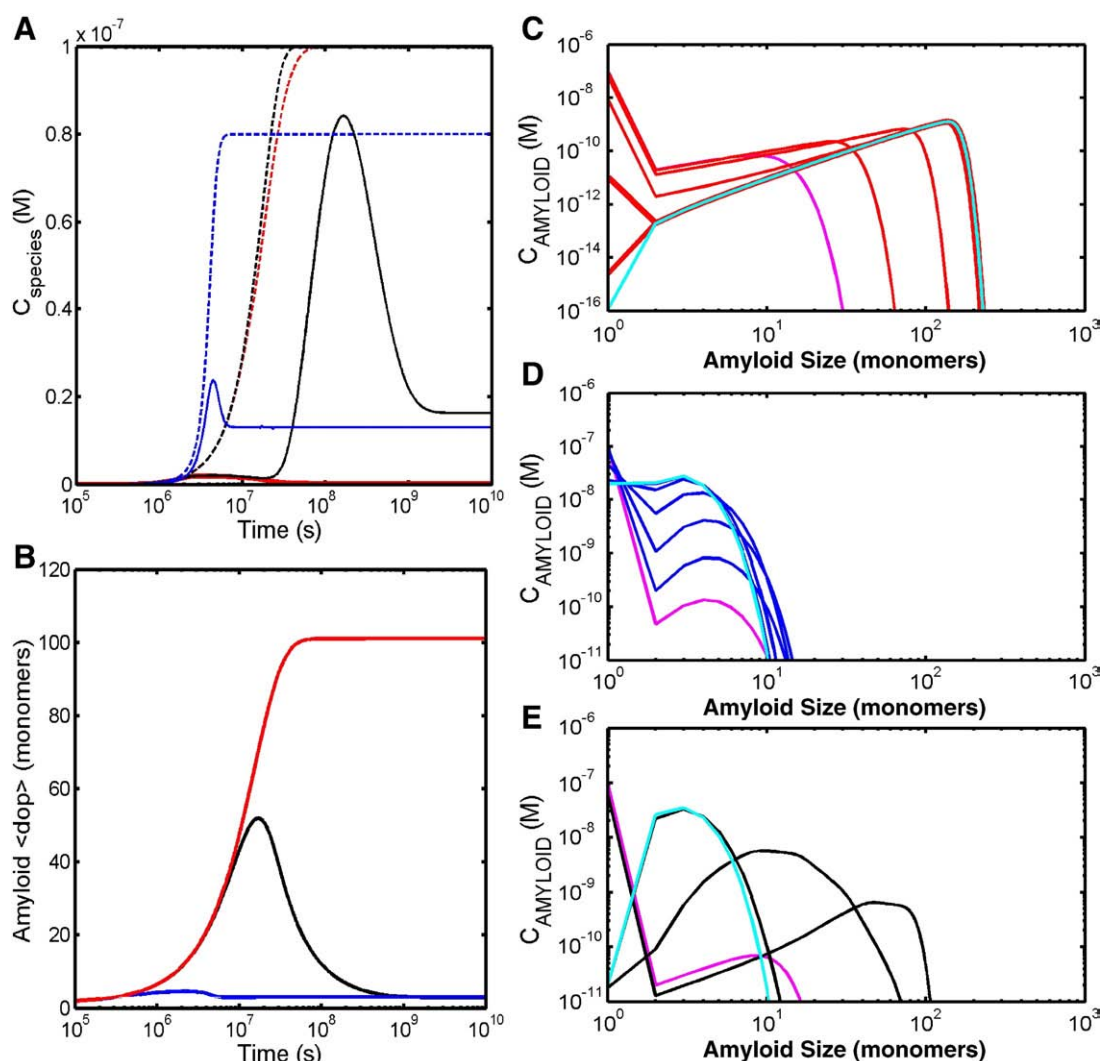 A
1 × 10⁻⁷
0.8
0.6
0.4
0.2
0
C_species (M)
10⁵ 10⁶ 10⁷ 10⁸ 10⁹ 10¹⁰
Time (s)
B
120
100
80
60
40
20
0
Amyloid <dop> (monomers)
10⁵ 10⁶ 10⁷ 10⁸ 10⁹ 10¹⁰
Time (s)
C
10⁻⁶
10⁻⁸
10⁻¹⁰
10⁻¹²
10⁻¹⁴
10⁻¹⁶
C_AMYLOID (M)
10⁰ 10¹ 10² 10³
Amyloid Size (monomers)
D
10⁻⁶
10⁻⁷
10⁻⁸
10⁻⁹
10⁻¹⁰
10⁻¹¹
C_AMYLOID (M)
10⁰ 10¹ 10² 10³
Amyloid Size (monomers)
E
10⁻⁶
10⁻⁷
10⁻⁸
10⁻⁹
10⁻¹⁰
10⁻¹¹
C_AMYLOID (M)
10⁰ 10¹ 10² 10³
Amyloid Size (monomers)